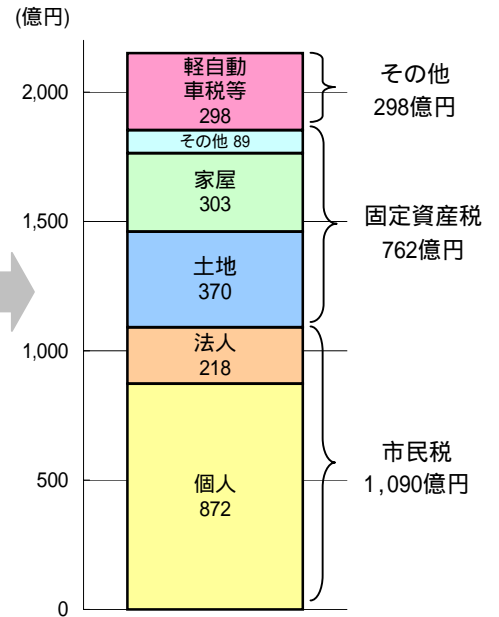 (億円)
2,000
1,500
1,000
500
0
軽自動
車税等
298
その他 89
家屋
303
土地
370
法人
218
個人
872
その他
298億円
固定資産税
762億円
市民税
1,090億円